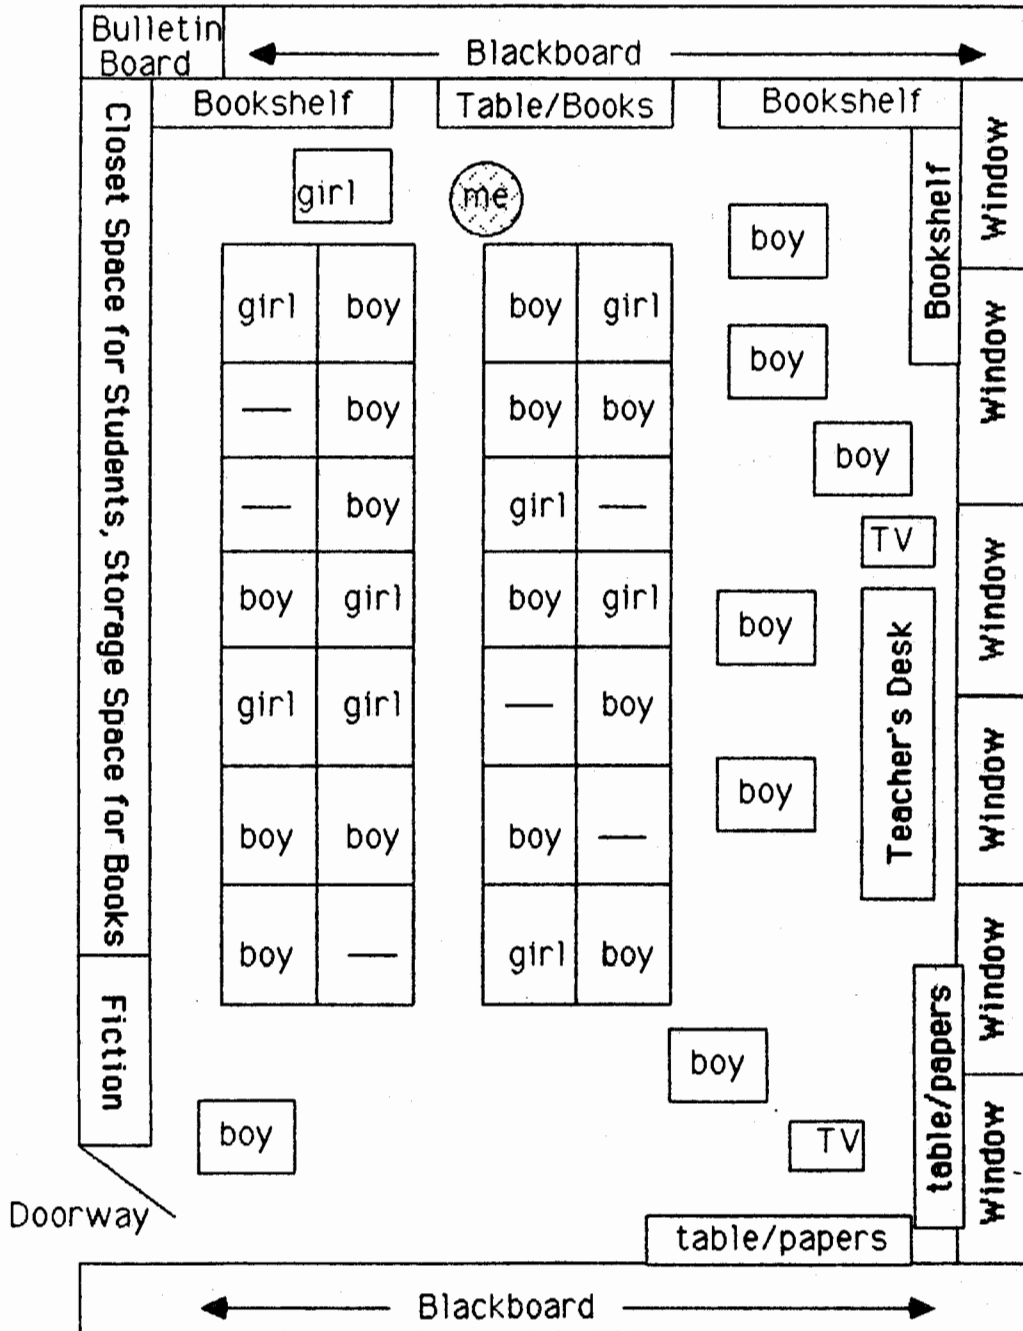 Bulletin
Board
Blackboard
Bookshelf
Table/Books
Bookshelf
Closet Space for Students, Storage Space for Books
Bookshelf
Window
girl
me
boy
girl boy
boy girl
Window
boy
— boy
boy boy
boy
— boy
girl —
TV
Window
boy girl
boy girl
boy
Teacher's Desk
girl girl
— boy
Window
boy
boy boy
boy —
boy —
girl boy
Window
Fiction
table/papers
boy
boy
TV
Window
Doorway
table/papers
Blackboard